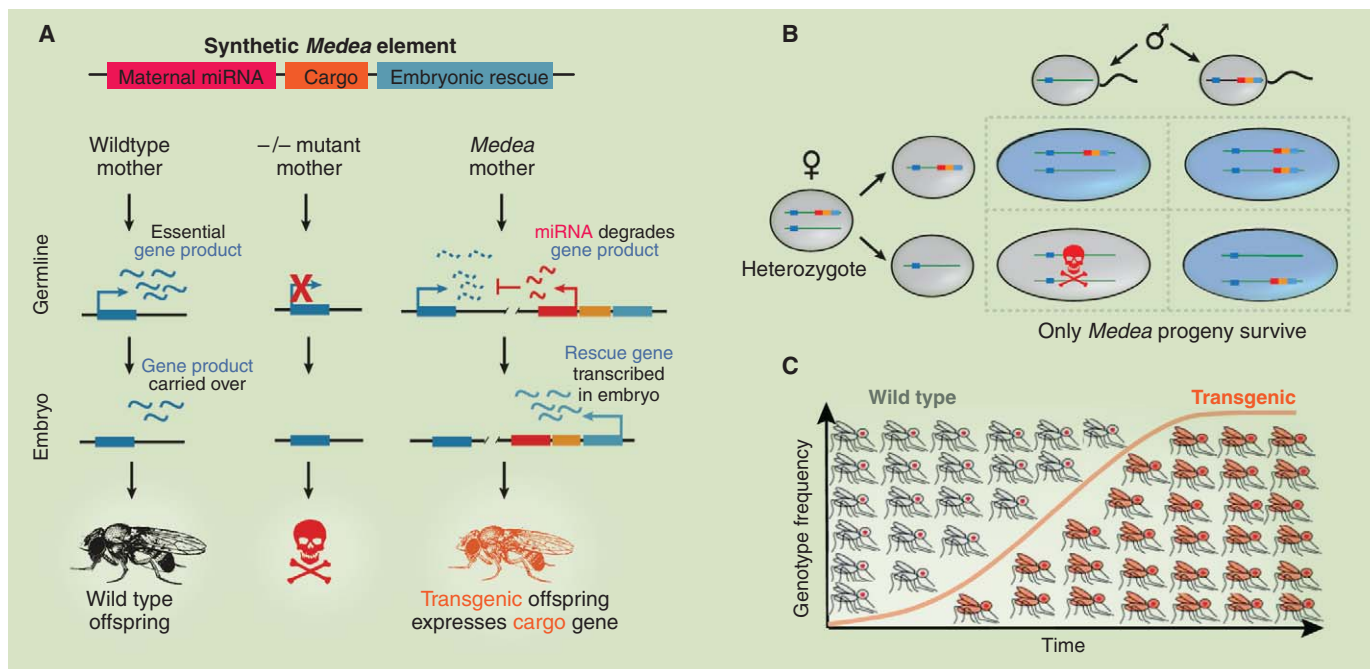 A
Synthetic Medea element
Maternal miRNA
Cargo
Embryonic rescue
Wildtype
mother
–/– mutant
mother
Medea
mother
Germline
Essential
gene product
X
miRNA degrades
gene product
Embryo
Gene product
carried over
Rescue gene
transcribed
in embryo
Wild type
offspring
Transgenic offspring
expresses cargo gene
B
♂
♀
Heterozygote
Only Medea progeny survive
C
Wild type
Transgenic
Genotype frequency
Time